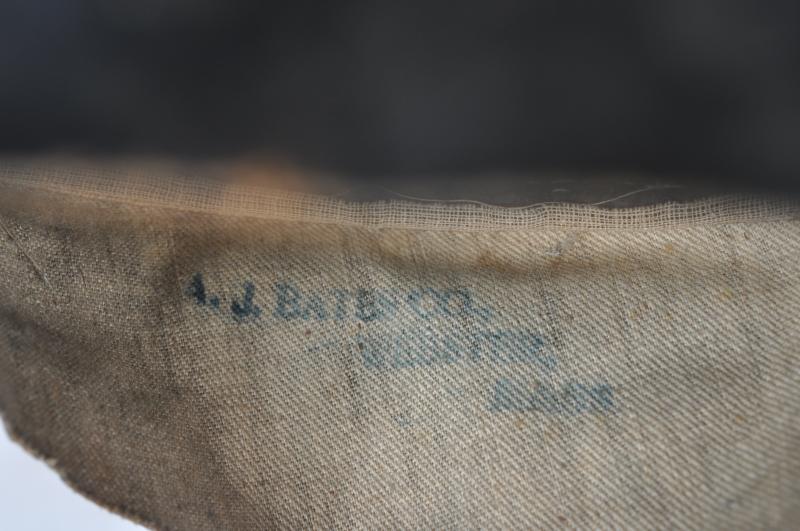 A. J. BATES CO.,
WEBSTER,
MASS